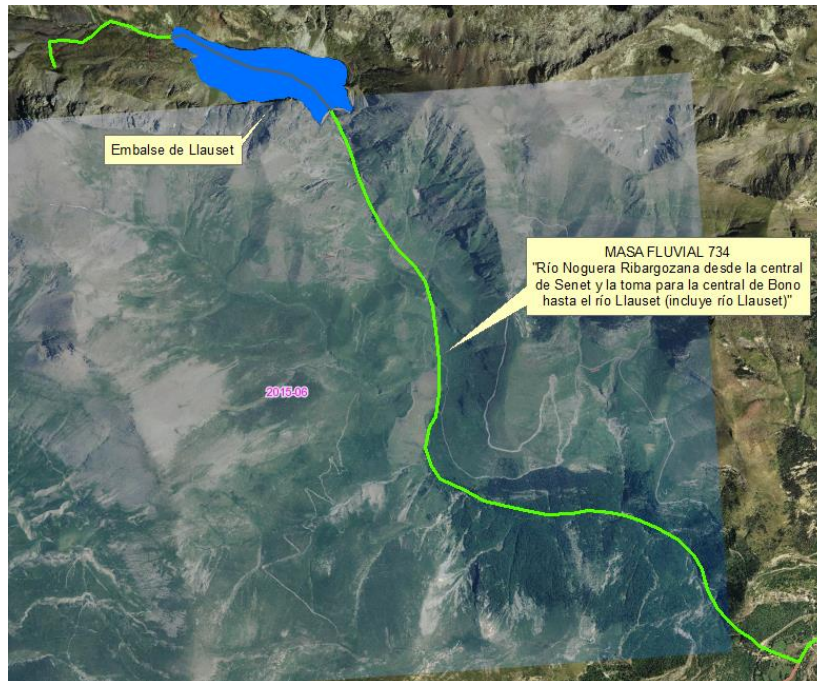 Embalse de Llauset
MASA FLUVIAL 734
"Río Noguera Ribargozana desde la central
de Senet y la toma para la central de Bono
hasta el río Llauset (incluye río Llauset)"
2015-06